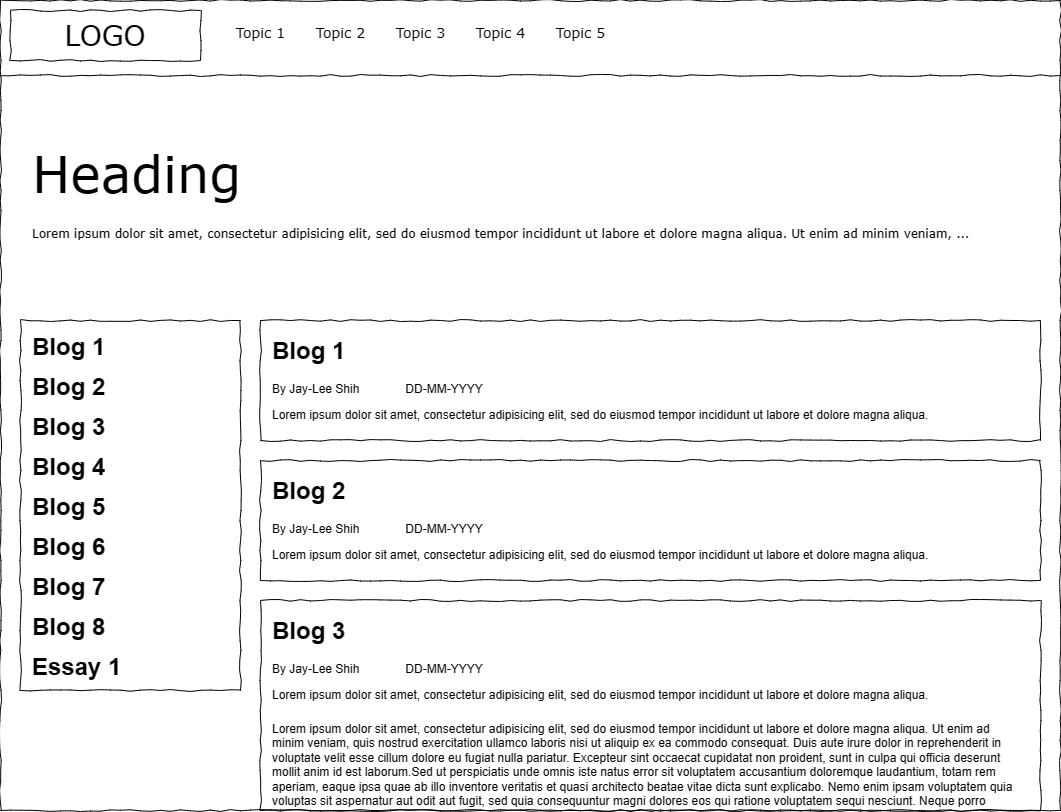 LOGO
Topic 1 Topic 2 Topic 3 Topic 4 Topic 5
Heading
Lorem ipsum dolor sit amet, consectetur adipisicing elit, sed do eiusmod tempor incididunt ut labore et dolore magna aliqua. Ut enim ad minim veniam, ...
Blog 1
Blog 2
Blog 3
Blog 4
Blog 5
Blog 6
Blog 7
Blog 8
Essay 1
Blog 1
By Jay-Lee Shih DD-MM-YYYY
Lorem ipsum dolor sit amet, consectetur adipisicing elit, sed do eiusmod tempor incididunt ut labore et dolore magna aliqua.
Blog 2
By Jay-Lee Shih DD-MM-YYYY
Lorem ipsum dolor sit amet, consectetur adipisicing elit, sed do eiusmod tempor incididunt ut labore et dolore magna aliqua.
Blog 3
By Jay-Lee Shih DD-MM-YYYY
Lorem ipsum dolor sit amet, consectetur adipisicing elit, sed do eiusmod tempor incididunt ut labore et dolore magna aliqua.
Lorem ipsum dolor sit amet, consectetur adipisicing elit, sed do eiusmod tempor incididunt ut labore et dolore magna aliqua. Ut enim ad
minim veniam, quis nostrud exercitation ullamco laboris nisi ut aliquip ex ea commodo consequat. Duis aute irure dolor in reprehenderit in
voluptate velit esse cillum dolore eu fugiat nulla pariatur. Excepteur sint occaecat cupidatat non proident, sunt in culpa qui officia deserunt
mollit anim id est laborum.Sed ut perspiciatis unde omnis iste natus error sit voluptatem accusantium doloremque laudantium, totam rem
aperiam, eaque ipsa quae ab illo inventore veritatis et quasi architecto beatae vitae dicta sunt explicabo. Nemo enim ipsam voluptatem quia
voluptas sit aspernatur aut odit aut fugit, sed quia consequuntur magni dolores eos qui ratione voluptatem sequi nesciunt. Neque porro